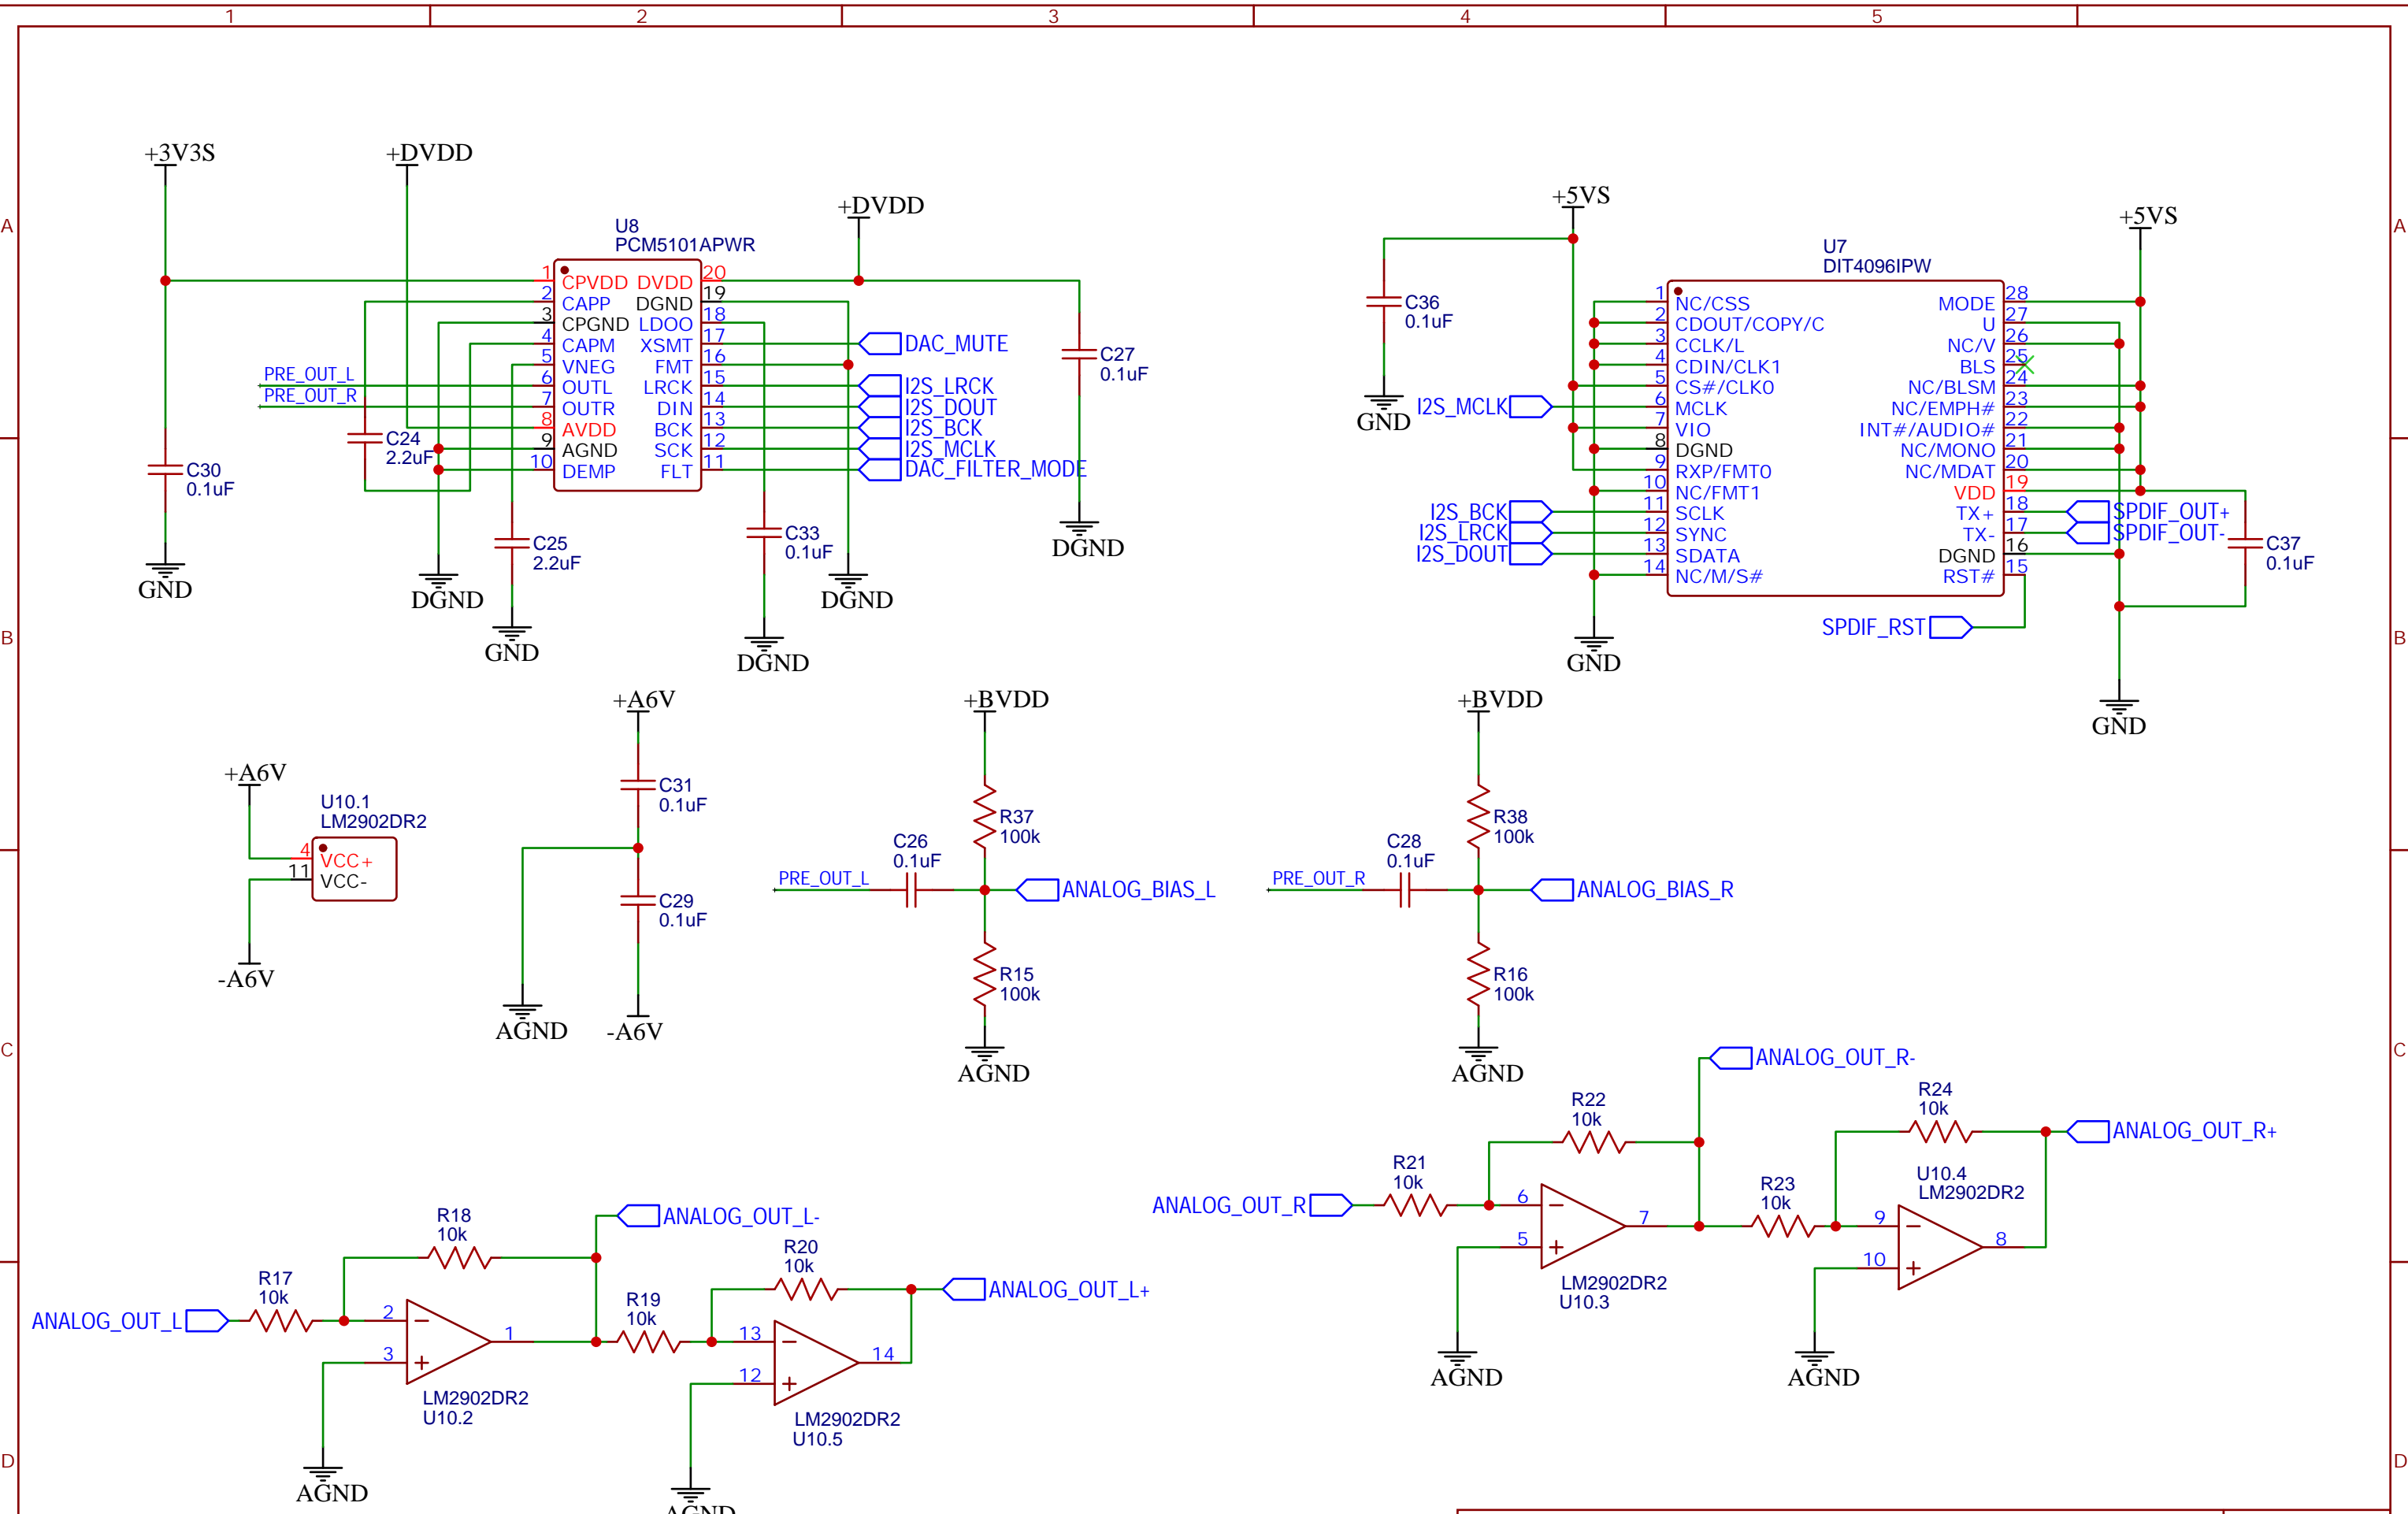 1 2 3 4 5
A
B
C
D
A
B
C
D
+3V3S
+DVDD
+DVDD
U8
PCM5101APWR
1 CPVDD DVDD 20
2 CAPP DGND 19
3 CPGND LDOO 18
4 CAPM XSMT 17
5 VNEG FMT 16
6 OUTL LRCK 15
7 OUTR DIN 14
8 AVDD BCK 13
9 AGND SCK 12
10 DEMP FLT 11
PRE_OUT_L
PRE_OUT_R
DAC_MUTE
I2S_LRCK
I2S_DOUT
I2S_BCK
I2S_MCLK
DAC_FILTER_MODE
C24
2.2uF
C30
0.1uF
C25
2.2uF
C33
0.1uF
C27
0.1uF
GND
DGND
GND
DGND
DGND
DGND
+5VS
+5VS
U7
DIT4096IPW
C36
0.1uF
GND
1 NC/CSS MODE 28
2 CDOUT/COPY/C U 27
3 CCLK/L NC/V 26
4 CDIN/CLK1 BLS 25
5 CS#/CLK0 NC/BLSM 24
6 MCLK NC/EMPH# 23
7 VIO INT#/AUDIO# 22
8 DGND NC/MONO 21
9 RXP/FMT0 NC/MDAT 20
10 NC/FMT1 VDD 19
11 SCLK TX+ 18
12 SYNC TX- 17
13 SDATA DGND 16
14 NC/M/S# RST# 15
I2S_MCLK
I2S_BCK
I2S_LRCK
I2S_DOUT
SPDIF_OUT+
SPDIF_OUT-
C37
0.1uF
SPDIF_RST
GND
GND
+A6V
U10.1
LM2902DR2
4 VCC+
11 VCC-
-A6V
+A6V
C31
0.1uF
C29
0.1uF
AGND
-A6V
+BVDD
R37
100k
C26
0.1uF
PRE_OUT_L
ANALOG_BIAS_L
R15
100k
AGND
+BVDD
R38
100k
C28
0.1uF
PRE_OUT_R
ANALOG_BIAS_R
R16
100k
AGND
ANALOG_OUT_L
R17
10k
R18
10k
ANALOG_OUT_L-
2
3
1
LM2902DR2
U10.2
AGND
R19
10k
R20
10k
ANALOG_OUT_L+
13
12
14
LM2902DR2
U10.5
AGND
ANALOG_OUT_R
R21
10k
R22
10k
ANALOG_OUT_R-
6
5
7
LM2902DR2
U10.3
AGND
R23
10k
R24
10k
ANALOG_OUT_R+
U10.4
LM2902DR2
9
10
8
AGND